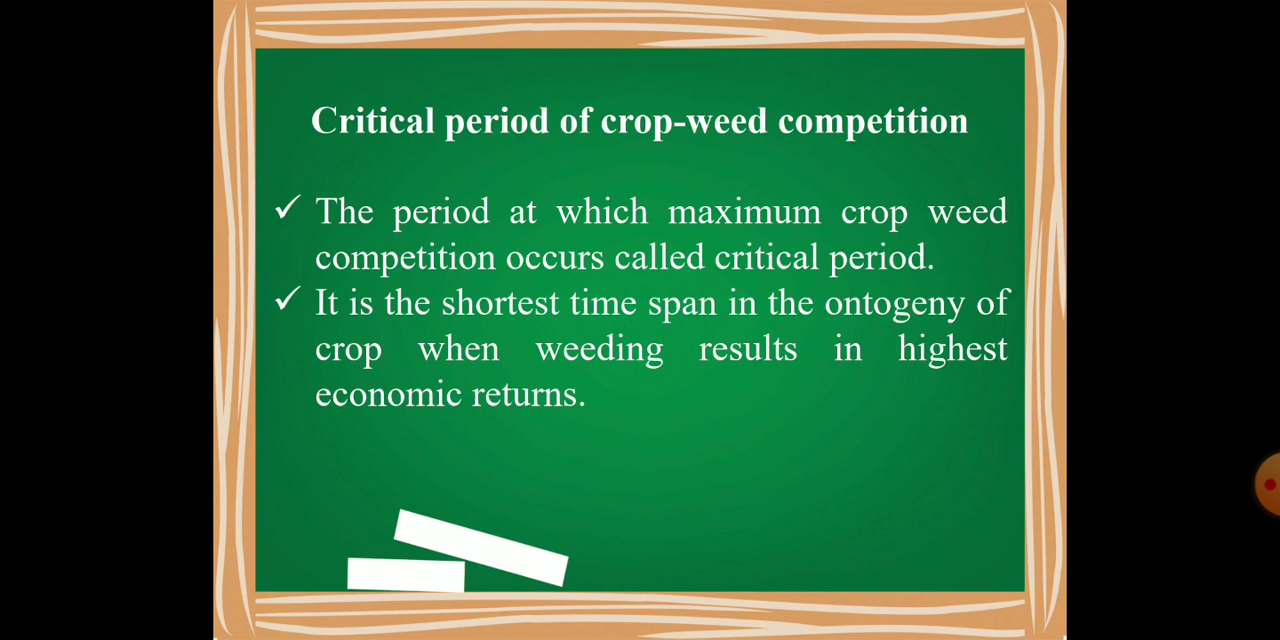 Critical period of crop-weed competition
✓ The period at which maximum crop weed
competition occurs called critical period.
✓ It is the shortest time span in the ontogeny of
crop when weeding results in highest
economic returns.